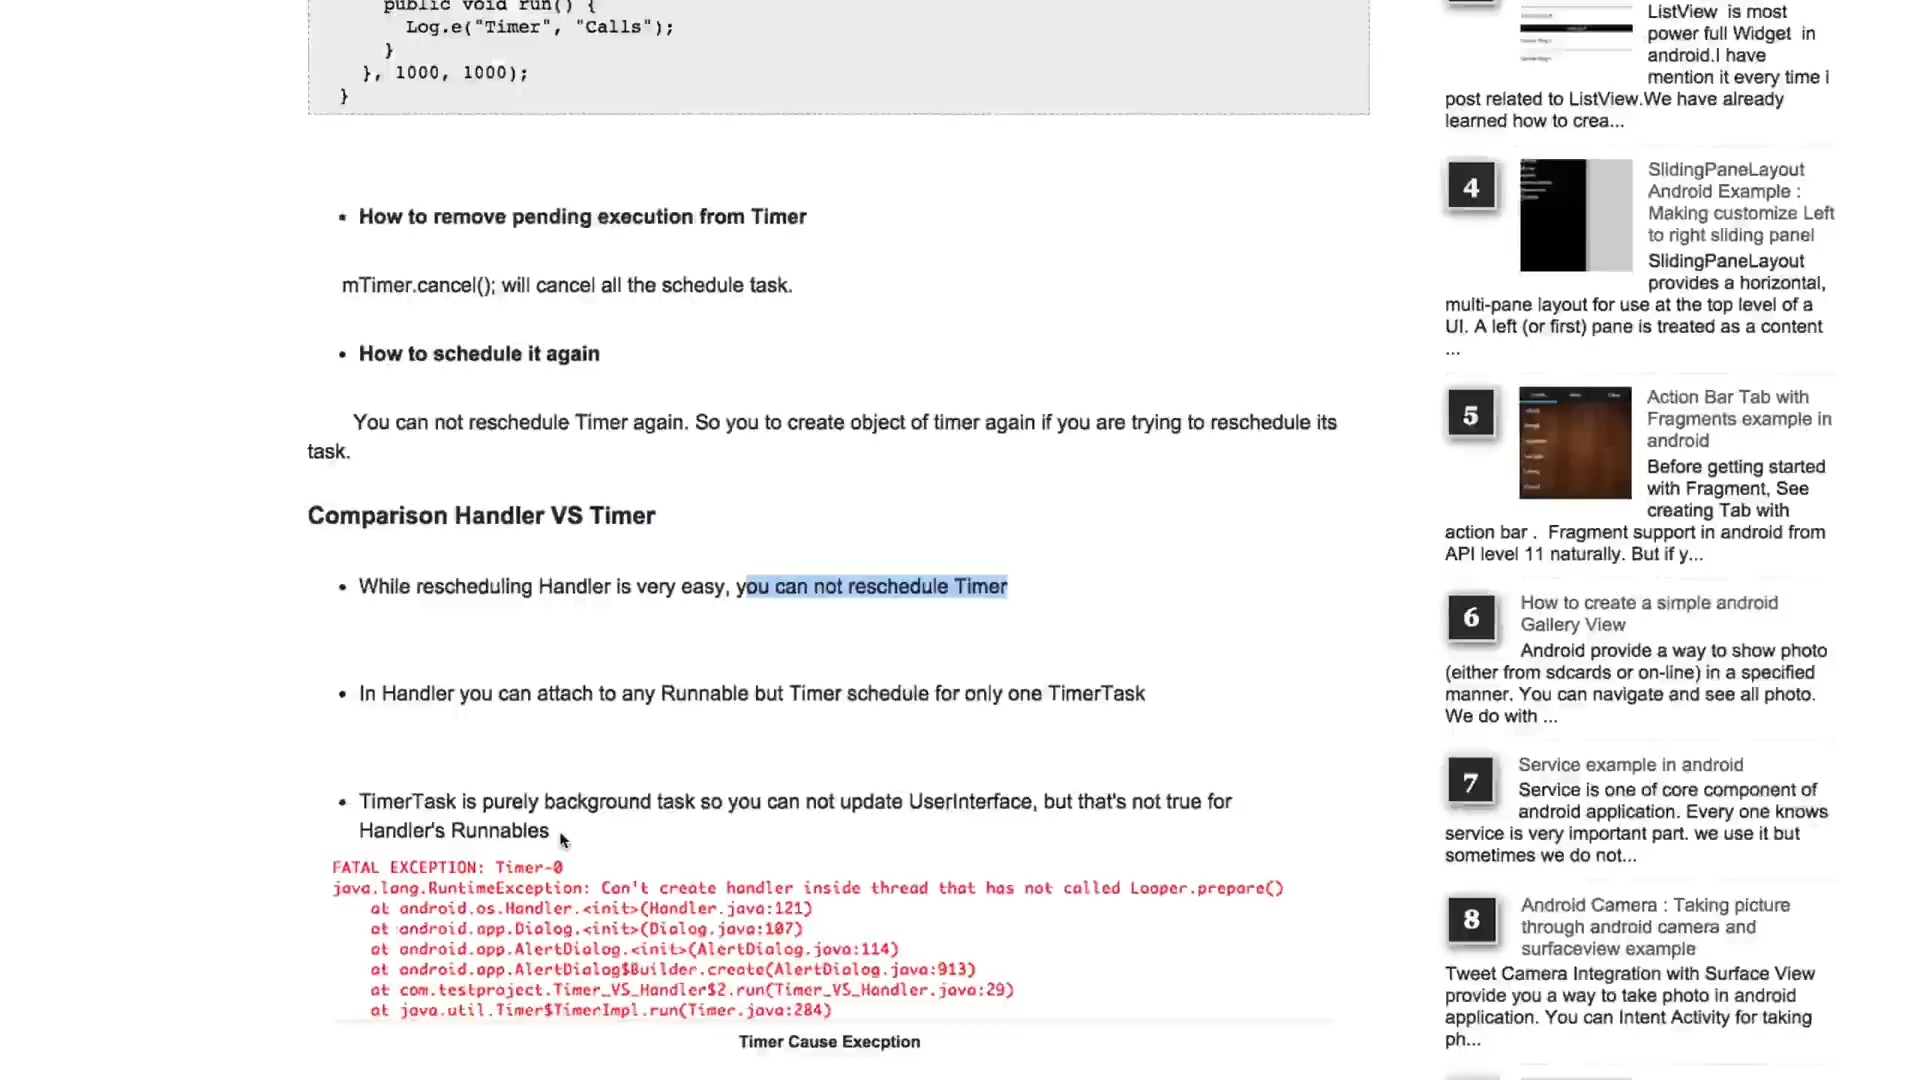 public void run() {
Log.e("Timer", "Calls");
}
}, 1000, 1000);
}
• How to remove pending execution from Timer
mTimer.cancel(); will cancel all the schedule task.
• How to schedule it again
You can not reschedule Timer again. So you to create object of timer again if you are trying to reschedule its
task.
Comparison Handler VS Timer
• While rescheduling Handler is very easy, you can not reschedule Timer
• In Handler you can attach to any Runnable but Timer schedule for only one TimerTask
• TimerTask is purely background task so you can not update UserInterface, but that's not true for
Handler's Runnables
FATAL EXCEPTION: Timer-0
java.lang.RuntimeException: Can't create handler inside thread that has not called Looper.prepare()
at android.os.Handler.<init>(Handler.java:121)
at android.app.Dialog.<init>(Dialog.java:107)
at android.app.AlertDialog.<init>(AlertDialog.java:114)
at android.app.AlertDialog$Builder.create(AlertDialog.java:913)
at com.testproject.Timer_VS_Handler$2.run(Timer_VS_Handler.java:29)
at java.util.Timer$TimerImpl.run(Timer.java:284)
Timer Cause Execption
ListView is most
power full Widget in
android.I have
mention it every time i
post related to ListView.We have already
learned how to crea...
4
SlidingPaneLayout
Android Example :
Making customize Left
to right sliding panel
SlidingPaneLayout
provides a horizontal,
multi-pane layout for use at the top level of a
UI. A left (or first) pane is treated as a content
...
5
Action Bar Tab with
Fragments example in
android
Before getting started
with Fragment, See
creating Tab with
action bar . Fragment support in android from
API level 11 naturally. But if y...
6
How to create a simple android
Gallery View
Android provide a way to show photo
(either from sdcards or on-line) in a specified
manner. You can navigate and see all photo.
We do with ...
7
Service example in android
Service is one of core component of
android application. Every one knows
service is very important part. we use it but
sometimes we do not...
8
Android Camera : Taking picture
through android camera and
surfaceview example
Tweet Camera Integration with Surface View
provide you a way to take photo in android
application. You can Intent Activity for taking
ph...